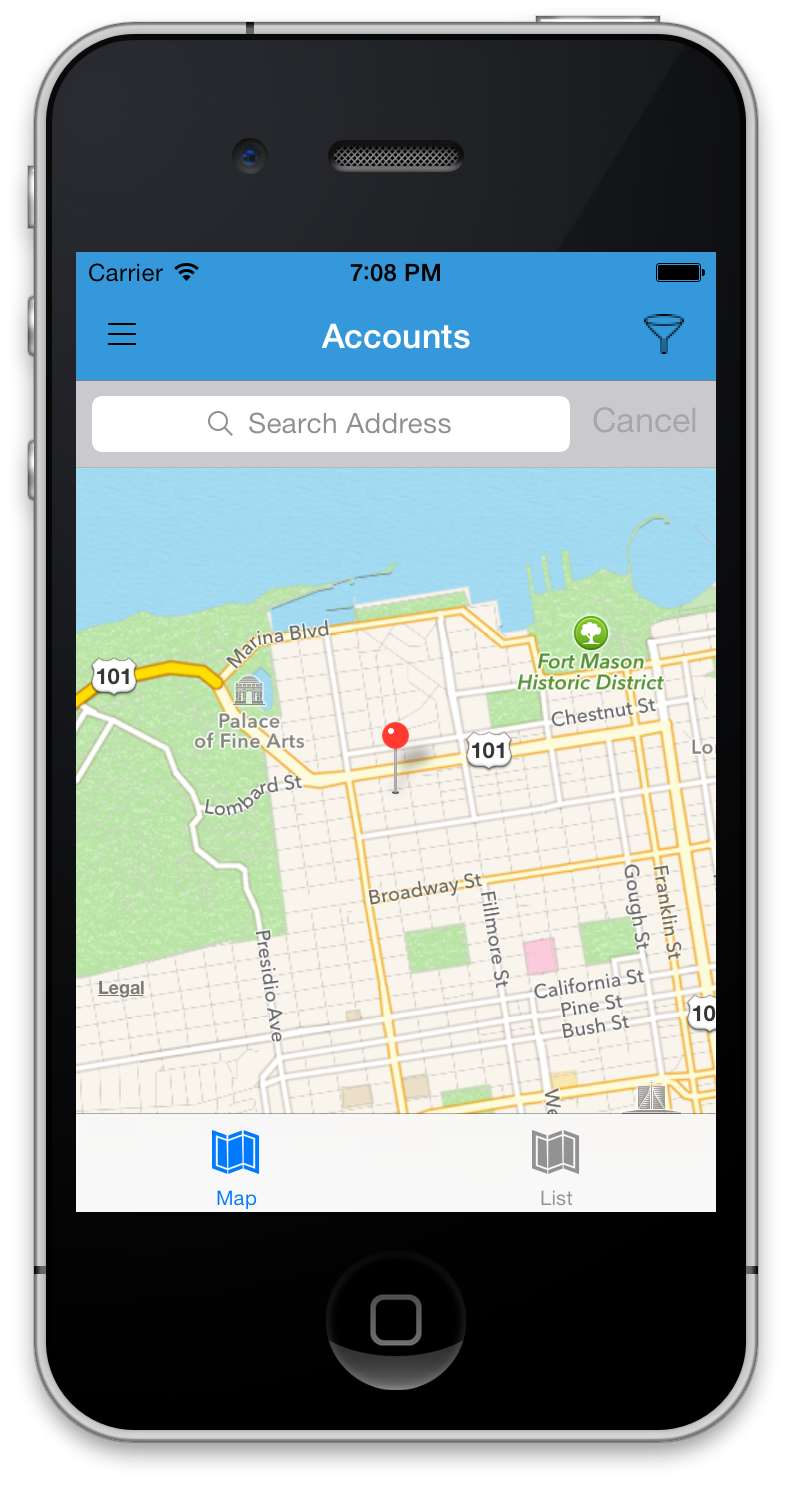 Carrier 7:08 PM
Accounts
Search Address Cancel
Marina Blvd
Fort Mason
Historic District
101
Chestnut St
Palace
of Fine Arts
101
Lombard St
Broadway St
Fillmore St
Gough St
Franklin St
Presidio Ave
Legal
California St
Pine St
Bush St
Map List